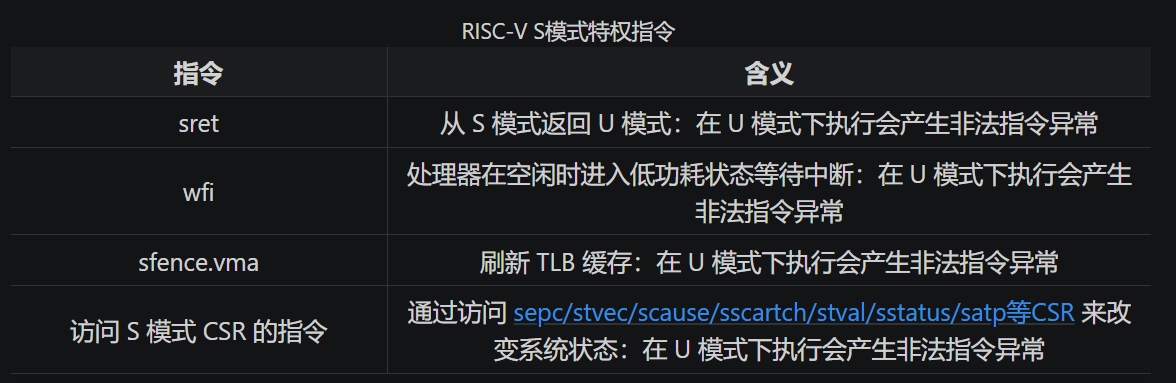 RISC-V S模式特权指令
指令 含义
sret 从 S 模式返回 U 模式：在 U 模式下执行会产生非法指令异常
wfi 处理器在空闲时进入低功耗状态等待中断：在 U 模式下执行会产生
非法指令异常
sfence.vma 刷新 TLB 缓存：在 U 模式下执行会产生非法指令异常
访问 S 模式 CSR 的指令 通过访问 sepc/stvec/scause/sscartch/stval/sstatus/satp等CSR 来改
变系统状态：在 U 模式下执行会产生非法指令异常